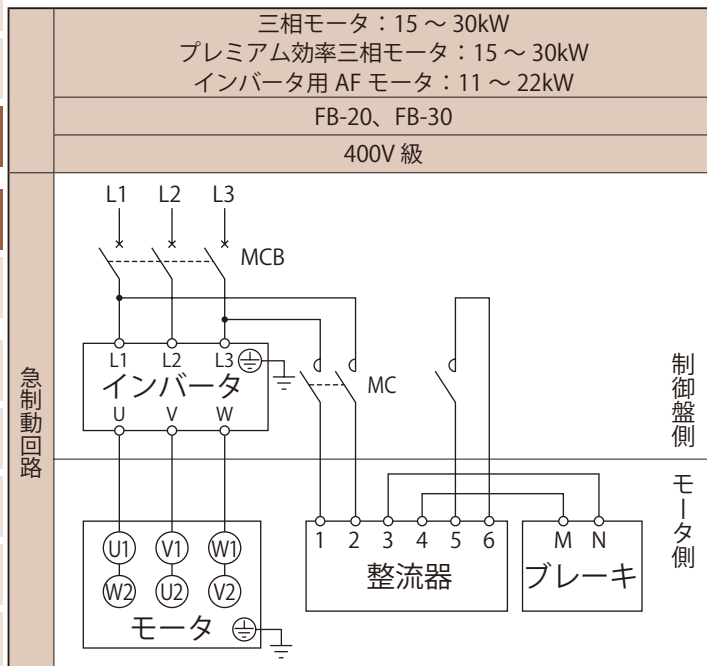 三相モータ：15 ～ 30kW
プレミアム効率三相モータ：15 ～ 30kW
インバータ用 AF モータ：11 ～ 22kW
FB-20、FB-30
400V 級
急制動回路
L1 L2 L3
MCB
L1 L2 L3
インバータ
U V W
MC
制御盤側
モータ側
U1 V1 W1
W2 U2 V2
モータ
1 2 3 4 5 6
整流器
M N
ブレーキ